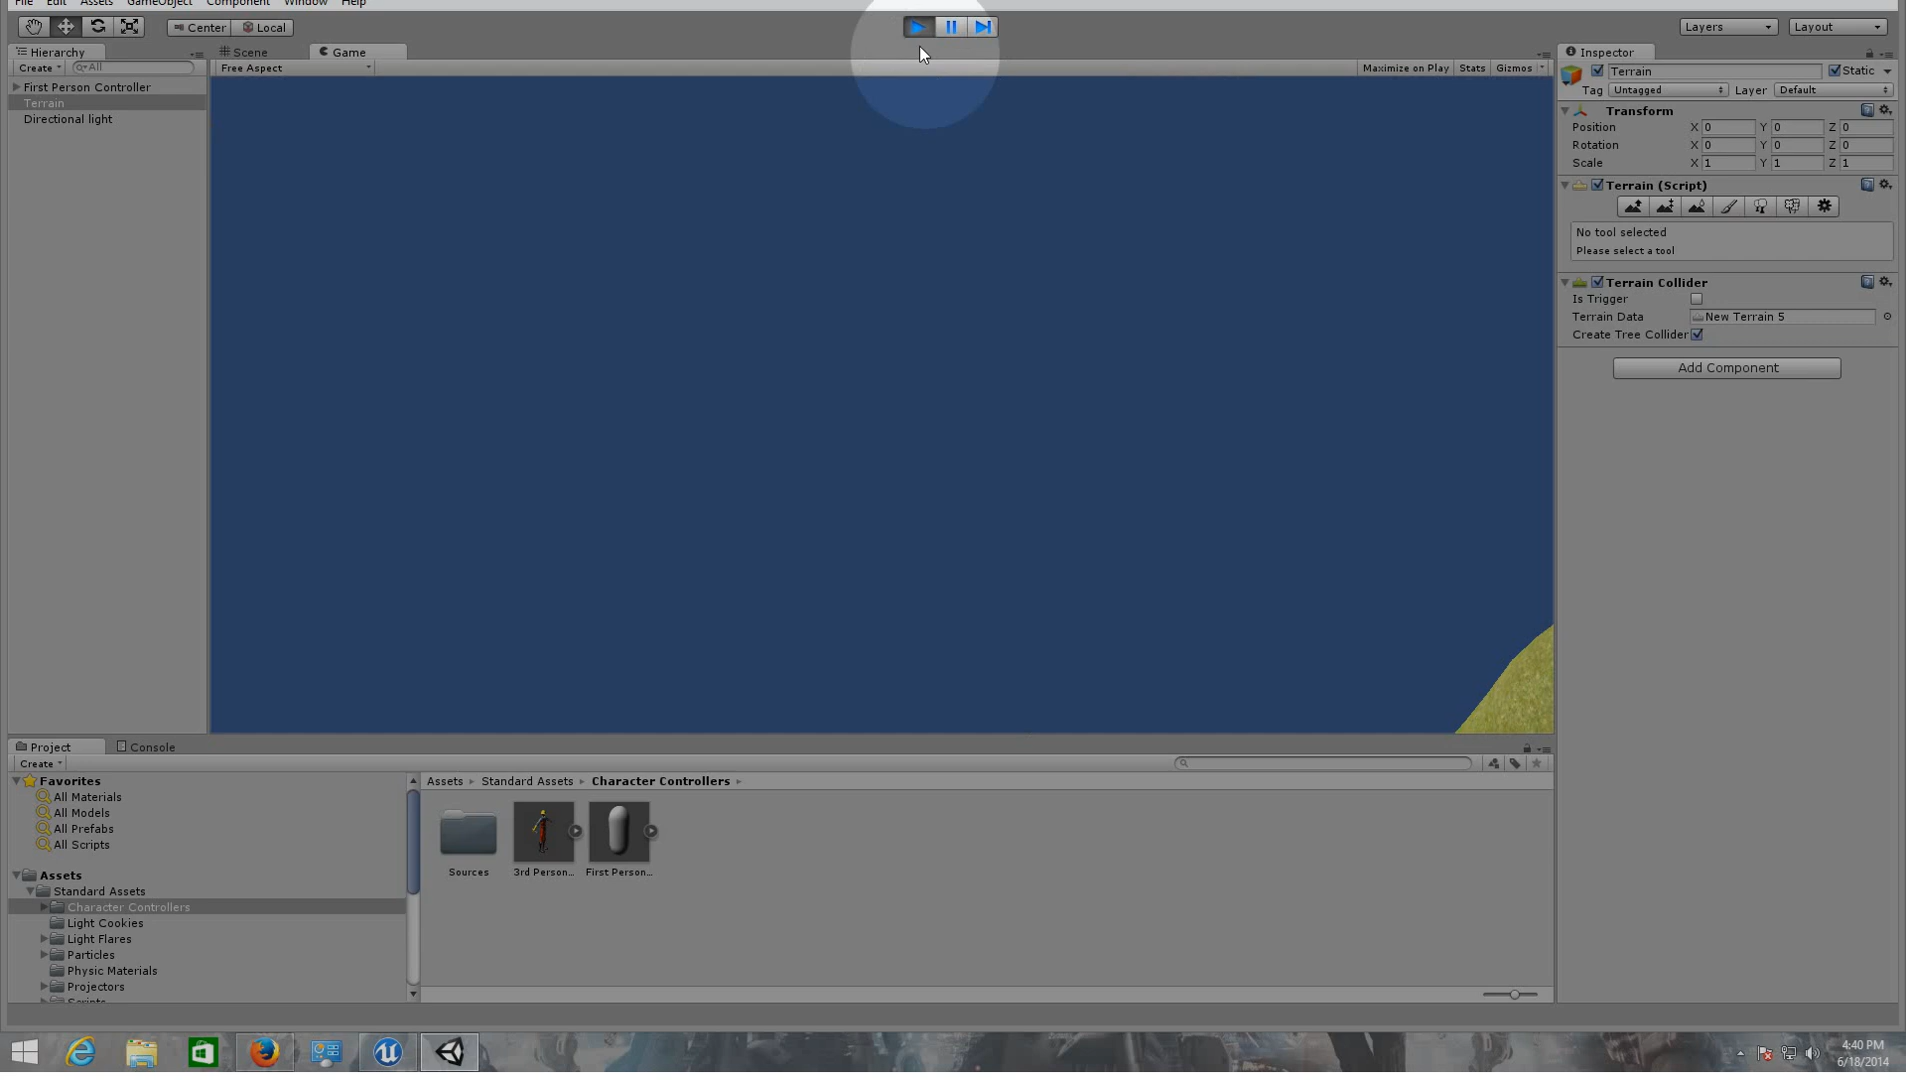 File Edit Assets GameObject Component Window Help
Center Local
Layers Layout
Hierarchy
Create All
First Person Controller
Terrain
Directional light
Scene Game
Free Aspect
Maximize on Play Stats Gizmos
Inspector
Terrain Static
Tag Untagged Layer Default
Transform
Position X 0 Y 0 Z 0
Rotation X 0 Y 0 Z 0
Scale X 1 Y 1 Z 1
Terrain (Script)
No tool selected
Please select a tool
Terrain Collider
Is Trigger
Terrain Data New Terrain 5
Create Tree Collider
Add Component
Project Console
Create
Favorites
All Materials
All Models
All Prefabs
All Scripts
Assets
Standard Assets
Character Controllers
Light Cookies
Light Flares
Particles
Physic Materials
Projectors
Scripts
Assets Standard Assets Character Controllers
Sources 3rd Person... First Person...
4:40 PM
6/18/2014